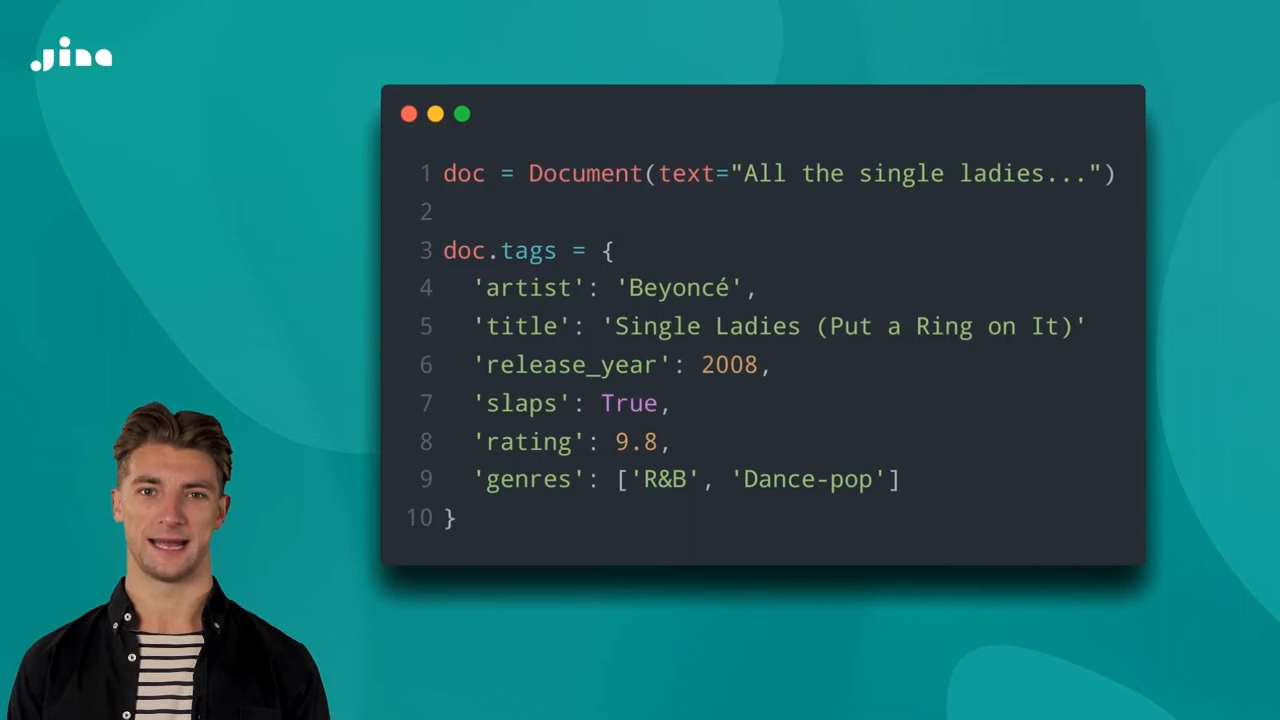 .jina
1 doc = Document(text="All the single ladies...")
2
3 doc.tags = {
4 'artist': 'Beyoncé',
5 'title': 'Single Ladies (Put a Ring on It)'
6 'release_year': 2008,
7 'slaps': True,
8 'rating': 9.8,
9 'genres': ['R&B', 'Dance-pop']
10 }